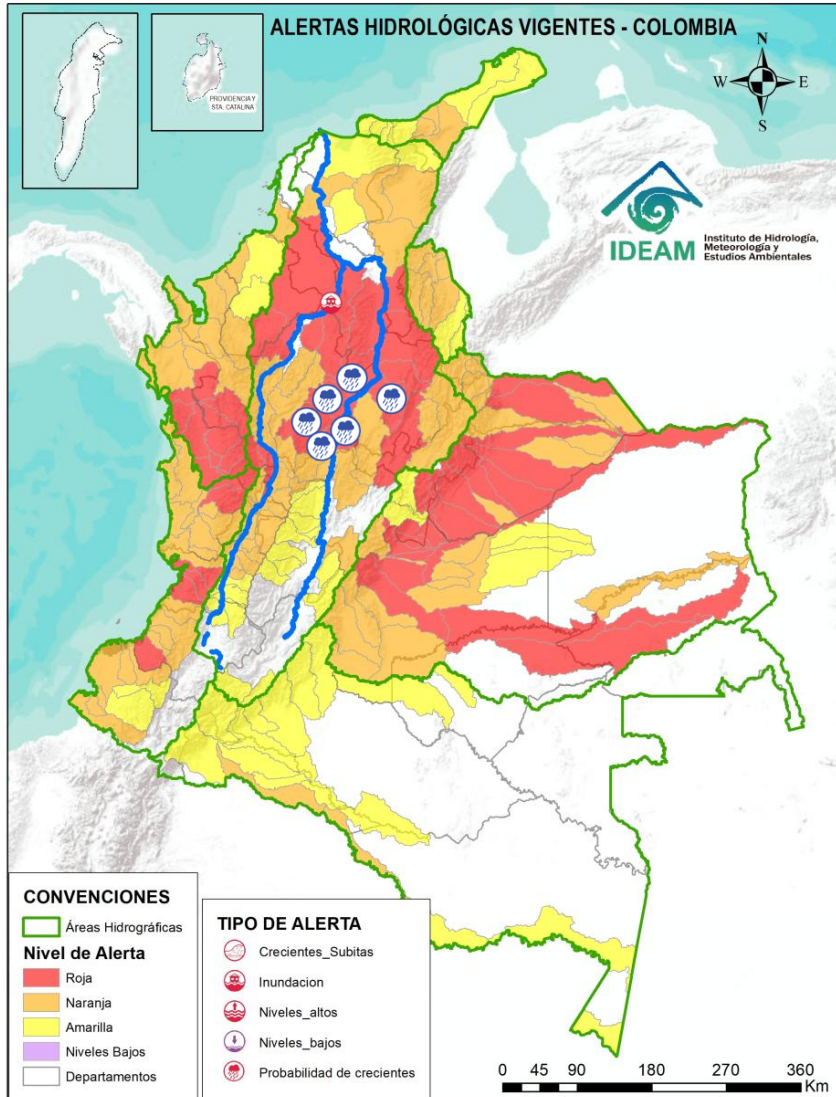 ALERTAS HIDROLÓGICAS VIGENTES - COLOMBIA
PROVIDENCIA Y
STA. CATALINA
N
W
E
S
IDEAM
Instituto de Hidrología,
Meteorología y
Estudios Ambientales
CONVENCIONES
Áreas Hidrográficas
Nivel de Alerta
Roja
Naranja
Amarilla
Niveles Bajos
Departamentos
TIPO DE ALERTA
Crecientes_Subitas
Inundacion
Niveles_altos
Niveles_bajos
Probabilidad de crecientes
0 45 90 180 270 360
Km